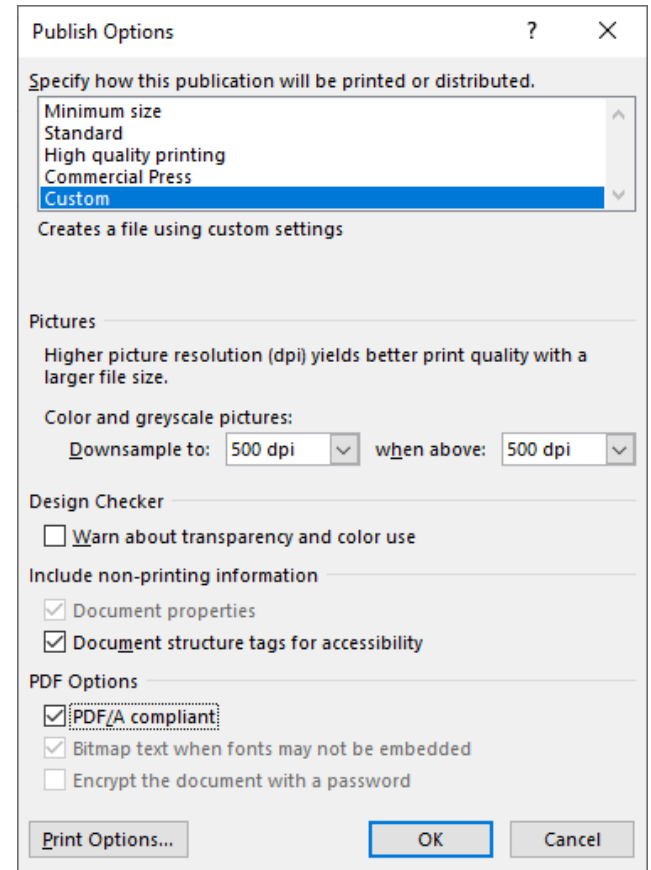 Publish Options
?
Specify how this publication will be printed or distributed.
Minimum size
Standard
High quality printing
Commercial Press
Custom
Creates a file using custom settings
Pictures
Higher picture resolution (dpi) yields better print quality with a
larger file size.
Color and greyscale pictures:
Downsample to: 500 dpi when above: 500 dpi
Design Checker
Warn about transparency and color use
Include non-printing information
Document properties
Document structure tags for accessibility
PDF Options
PDF/A compliant
Bitmap text when fonts may not be embedded
Encrypt the document with a password
Print Options... OK Cancel